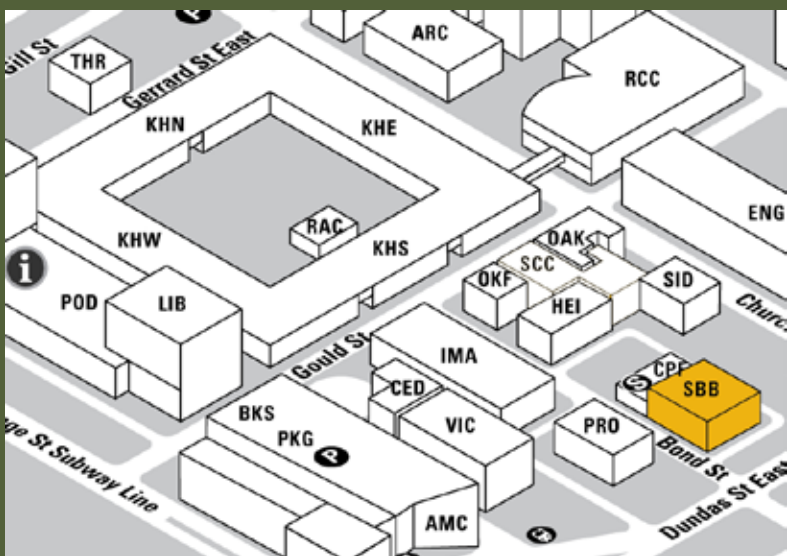 P
ARC
Gill St
THR
Gerrard St East
RCC
KHN
KHE
ENG
RAC
KHW
KHS
OAK
SCC
i
POD
LIB
OKF
HEI
SID
Church
Gould St
IMA
CED
CPF
S
SBB
BKS
PKG
P
VIC
PRO
Bond St
ge St Subway Line
AMC
Dundas St East